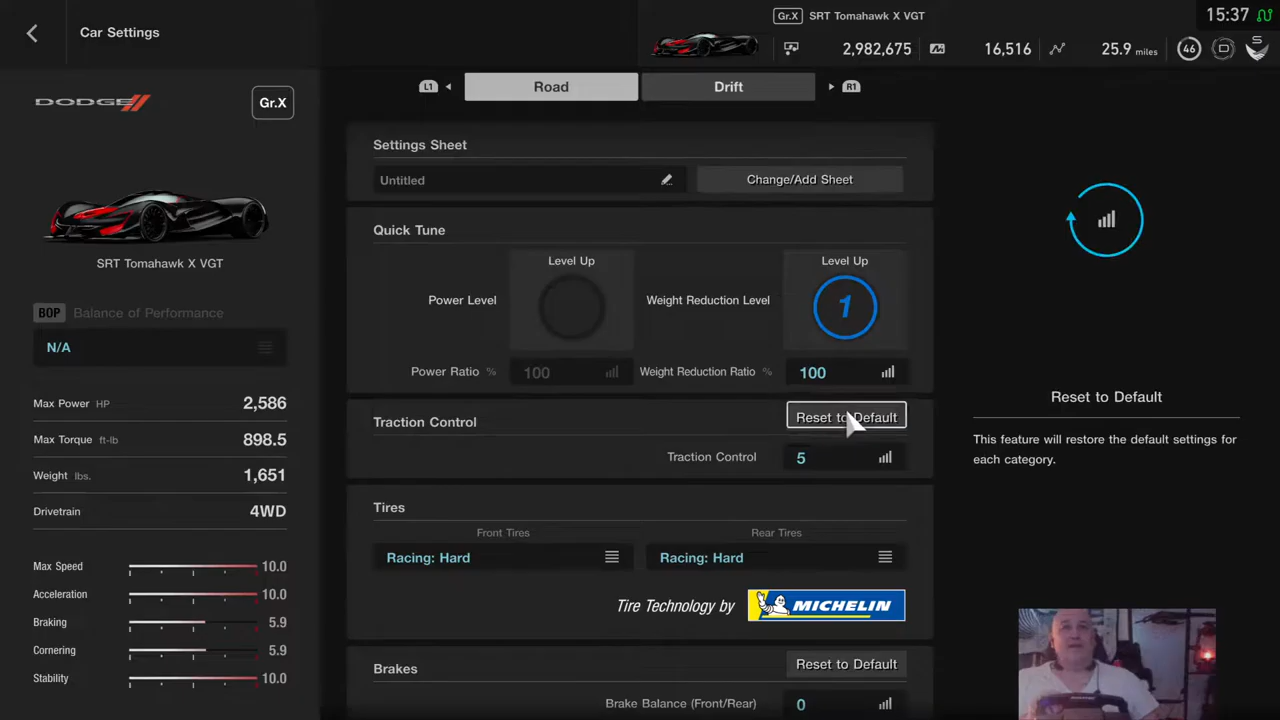 Gr.X SRT Tomahawk X VGT
15:37
Car Settings
2,982,675 16,516 25.9 miles 46 D S
DODGE Gr.X
L1 Road Drift R1
Settings Sheet
Untitled Change/Add Sheet
Quick Tune
Level Up Level Up
Power Level Weight Reduction Level 1
Power Ratio % 100 Weight Reduction Ratio % 100
SRT Tomahawk X VGT
BOP Balance of Performance
N/A
Max Power HP 2,586
Max Torque ft-lb 898.5
Weight lbs. 1,651
Drivetrain 4WD
Max Speed 10.0
Acceleration 10.0
Braking 5.9
Cornering 5.9
Stability 10.0
Traction Control Reset to Default
Traction Control 5
Tires
Front Tires Rear Tires
Racing: Hard Racing: Hard
Tire Technology by MICHELIN
Brakes Reset to Default
Brake Balance (Front/Rear) 0
Reset to Default
This feature will restore the default settings for
each category.